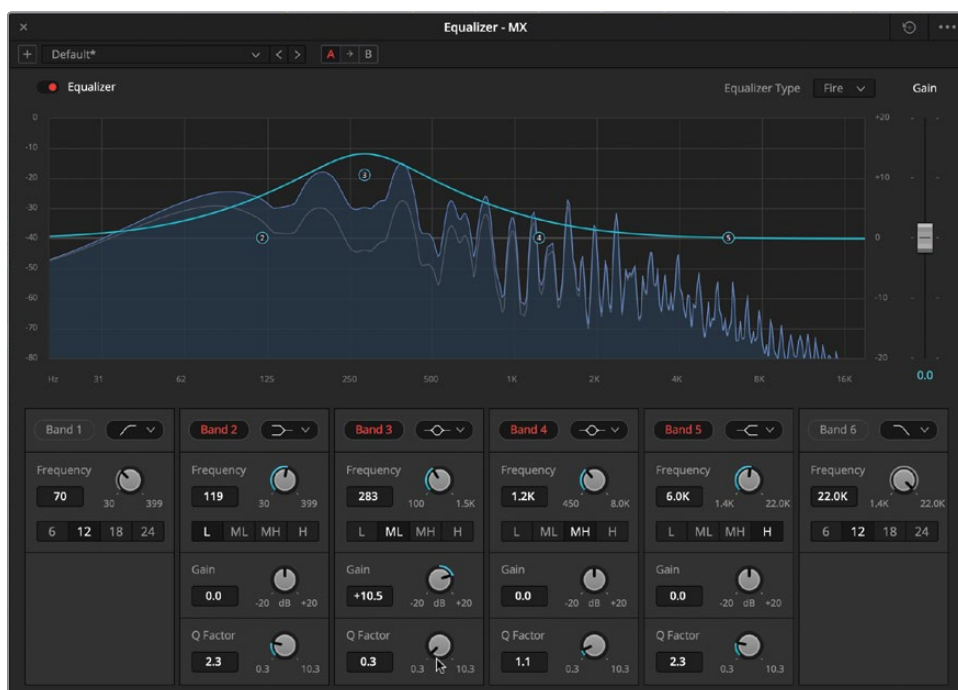 Equalizer - MX
Default* A B
Equalizer Equalizer Type Fire Gain
0 +20
-10
-20 +10
-30
3
-40 2 4 5 0
-50
-60 -10
-70
-80 -20
Hz 31 62 125 250 500 1K 2K 4K 8K 16K 0.0
Band 1 Band 2 Band 3 Band 4 Band 5 Band 6
Frequency Frequency Frequency Frequency Frequency Frequency
70 119 283 1.2K 6.0K 22.0K
30 399 30 399 100 1.5K 450 8.0K 1.4K 22.0K 1.4K 22.0K
6 12 18 24 L ML MH H L ML MH H L ML MH H L ML MH H 6 12 18 24
Gain Gain Gain Gain
0.0 +10.5 0.0 0.0
-20 dB +20 -20 dB +20 -20 dB +20 -20 dB +20
Q Factor Q Factor Q Factor Q Factor
2.3 0.3 1.1 2.3
0.3 10.3 0.3 10.3 0.3 10.3 0.3 10.3